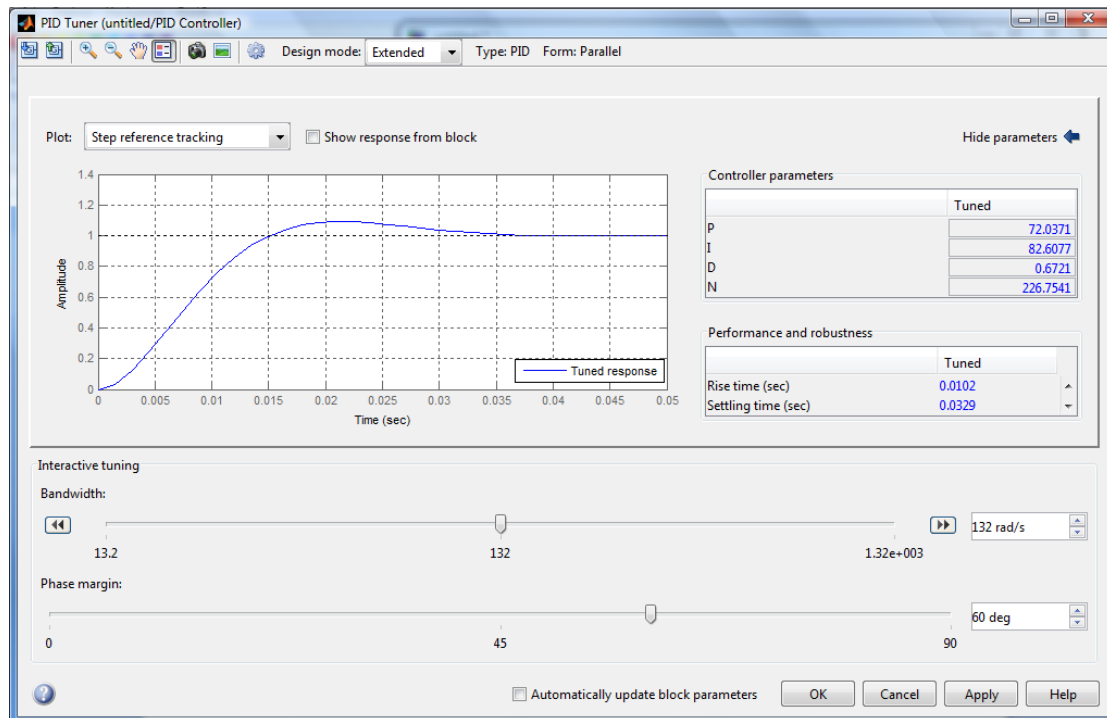 PID Tuner (untitled/PID Controller)
Design mode: Extended Type: PID Form: Parallel
Plot: Step reference tracking Show response from block Hide parameters
1.4
1.2
1
0.8
0.6
0.4
0.2
0
Amplitude
0 0.005 0.01 0.015 0.02 0.025 0.03 0.035 0.04 0.045 0.05
Time (sec)
Tuned response
Controller parameters
Tuned
P 72.0371
I 82.6077
D 0.6721
N 226.7541
Performance and robustness
Tuned
Rise time (sec) 0.0102
Settling time (sec) 0.0329
Interactive tuning
Bandwidth:
132 rad/s
13.2 132 1.32e+003
Phase margin:
60 deg
0 45 90
Automatically update block parameters OK Cancel Apply Help